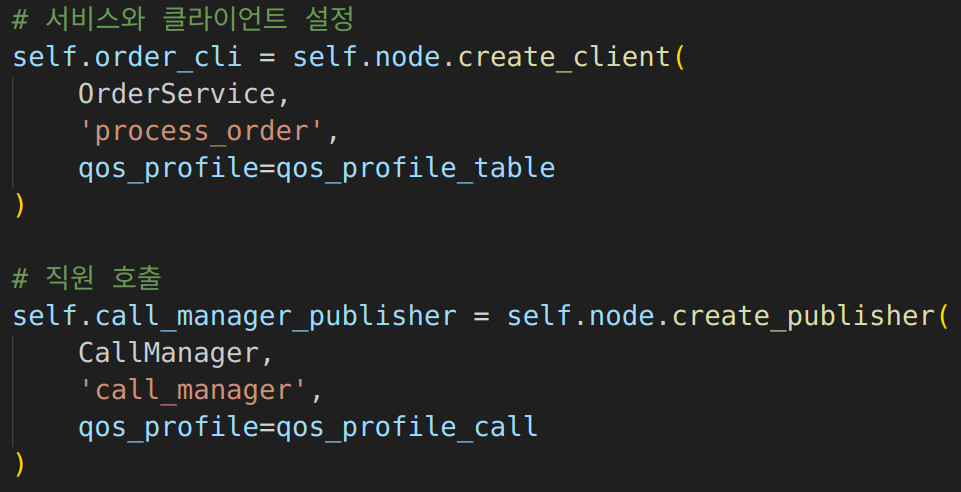 # 서비스와 클라이언트 설정
self.order_cli = self.node.create_client(
    OrderService,
    'process_order',
    qos_profile=qos_profile_table
)

# 직원 호출
self.call_manager_publisher = self.node.create_publisher(
    CallManager,
    'call_manager',
    qos_profile=qos_profile_call
)